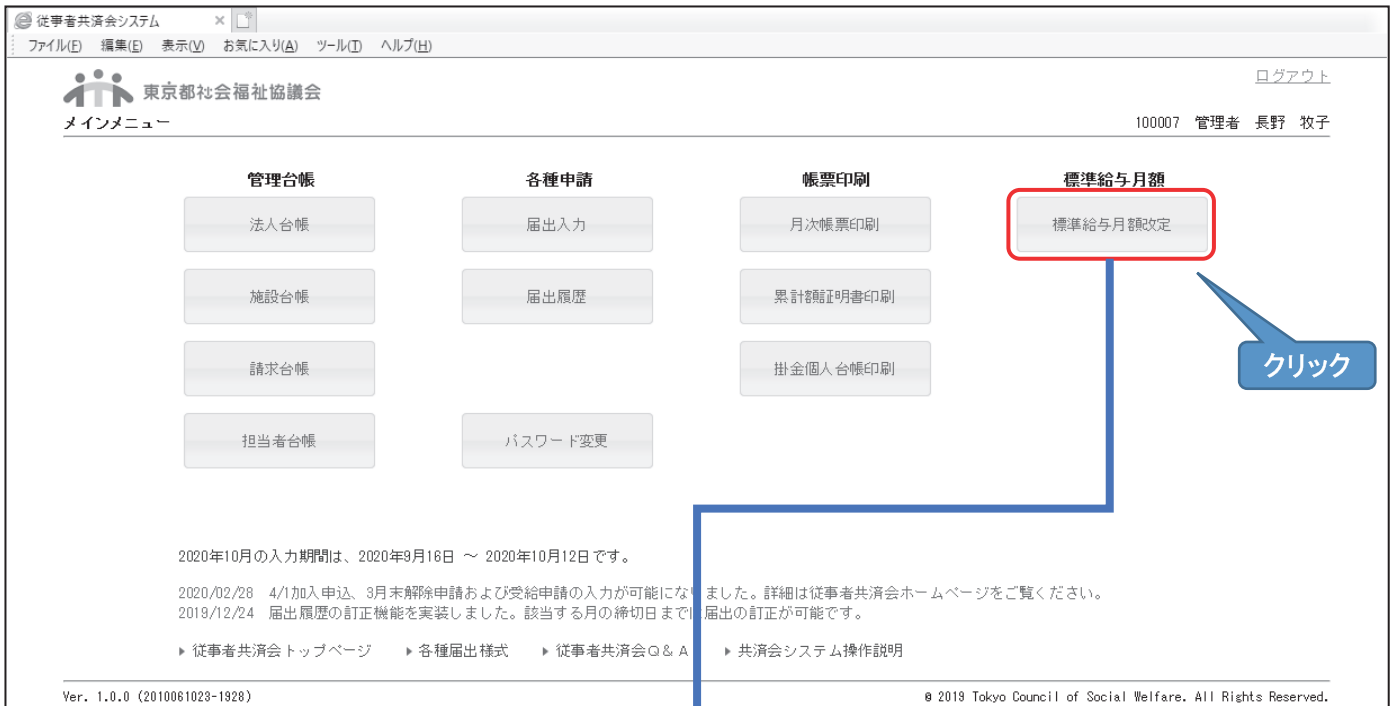 従事者共済会システム
ファイル(F) 編集(E) 表示(V) お気に入り(A) ツール(T) ヘルプ(H)
ログアウト
東京都社会福祉協議会
メインメニュー
100007 管理者 長野 牧子
管理台帳 各種申請 帳票印刷 標準給与月額
法人台帳 届出入力 月次帳票印刷 標準給与月額改定
施設台帳 届出履歴 累計額証明書印刷
クリック
請求台帳 掛金個人台帳印刷
担当者台帳 パスワード変更
2020年10月の入力期間は、2020年9月16日 ～ 2020年10月12日です。
2020/02/28 4/1加入申込、3月末解除申請および受給申請の入力が可能になりました。詳細は従事者共済会ホームページをご覧ください。
2019/12/24 届出履歴の訂正機能を実装しました。該当する月の締切日まで届出の訂正が可能です。
従事者共済会トップページ 各種届出様式 従事者共済会Q&A 共済会システム操作説明
Ver. 1.0.0 (2010061023-1928)
© 2019 Tokyo Council of Social Welfare. All Rights Reserved.